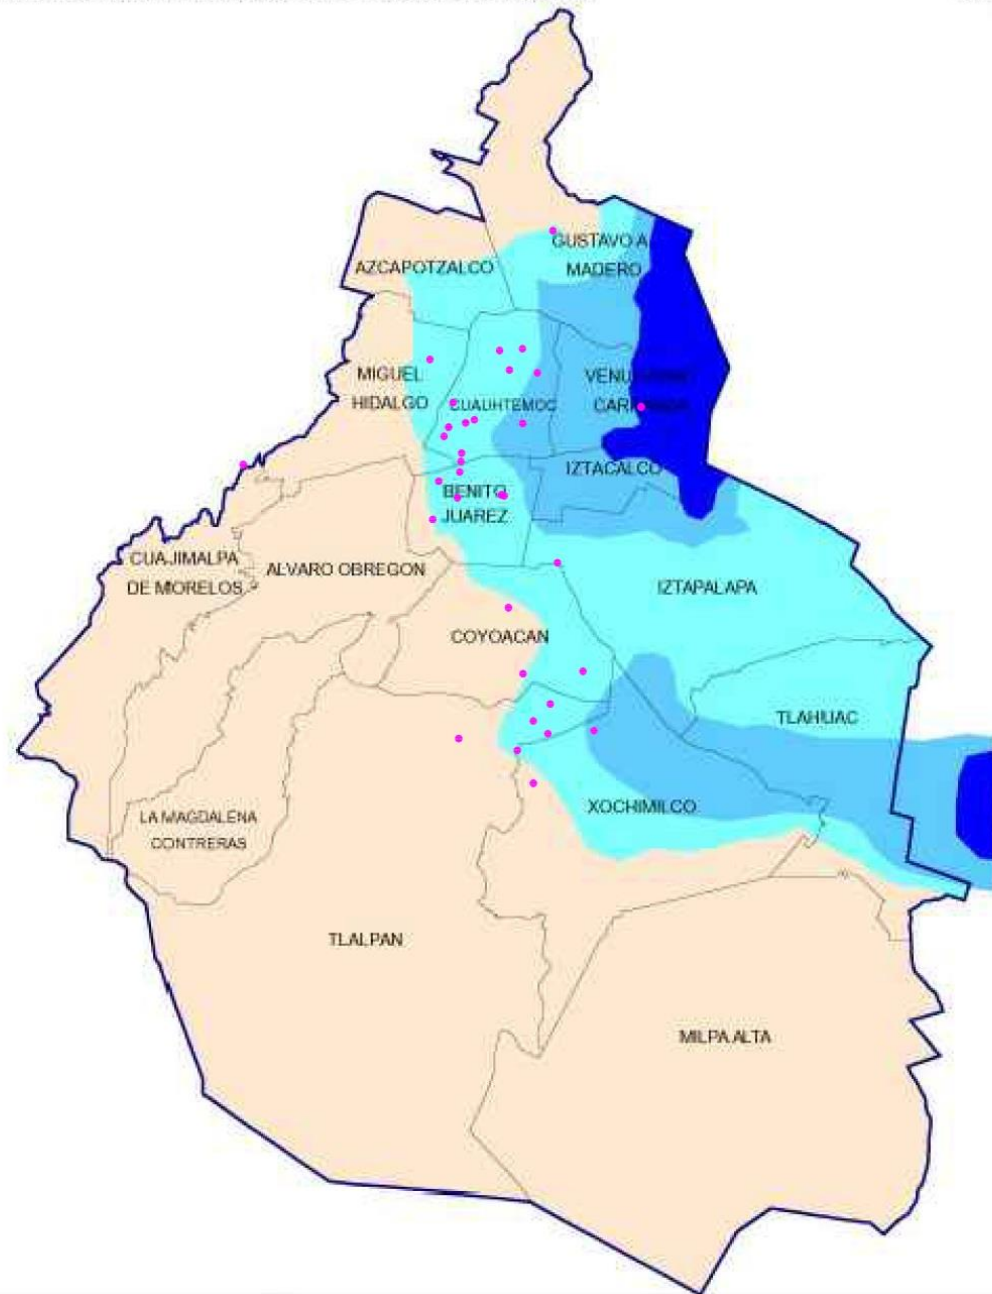 GUSTAVO A
MADERO
AZCAPOTZALCO
MIGUEL
HIDALGO
CUAUHTEMOC
IZTACALCO
BENITO
JUAREZ
CUAJIMALPA
DE MORELOS
ALVARO OBREGON
IZTAPALAPA
COYOACAN
TLAHUAC
XOCHIMILCO
LA MAGDALENA
CONTRERAS
TLALPAN
MILPA ALTA